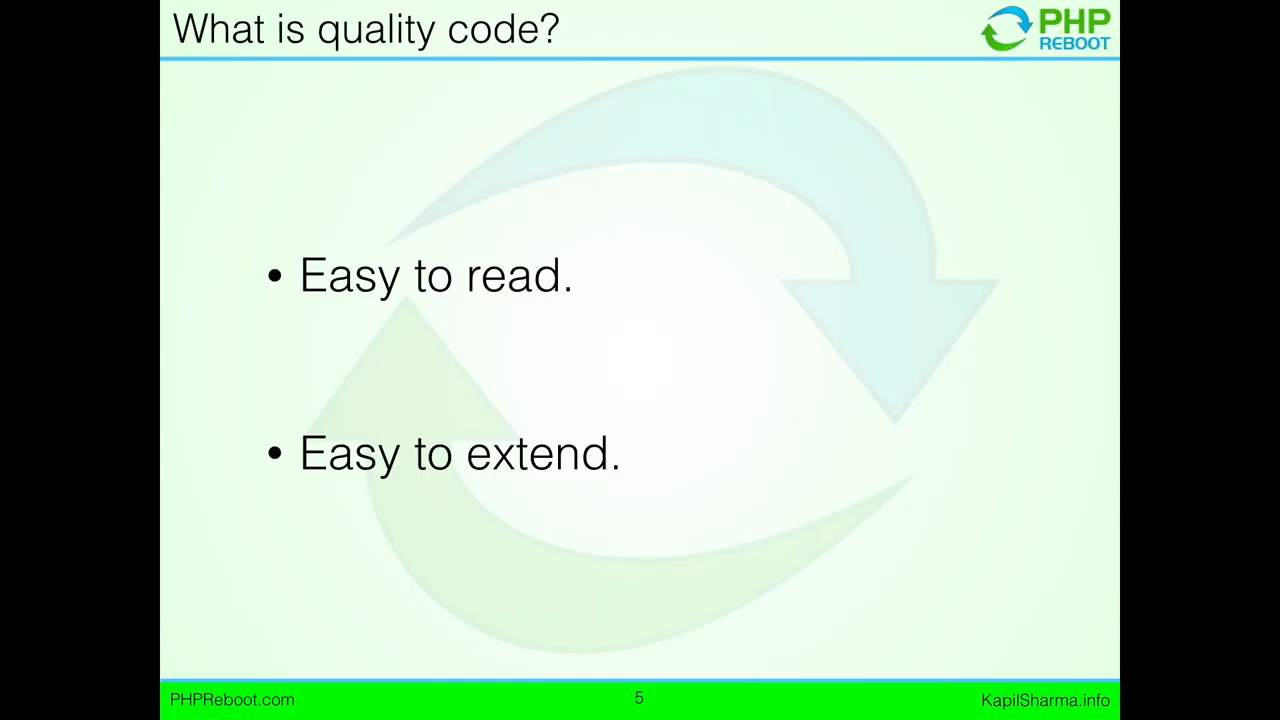 What is quality code?
PHP
REBOOT
• Easy to read.
• Easy to extend.
PHPReboot.com
5
KapilSharma.info